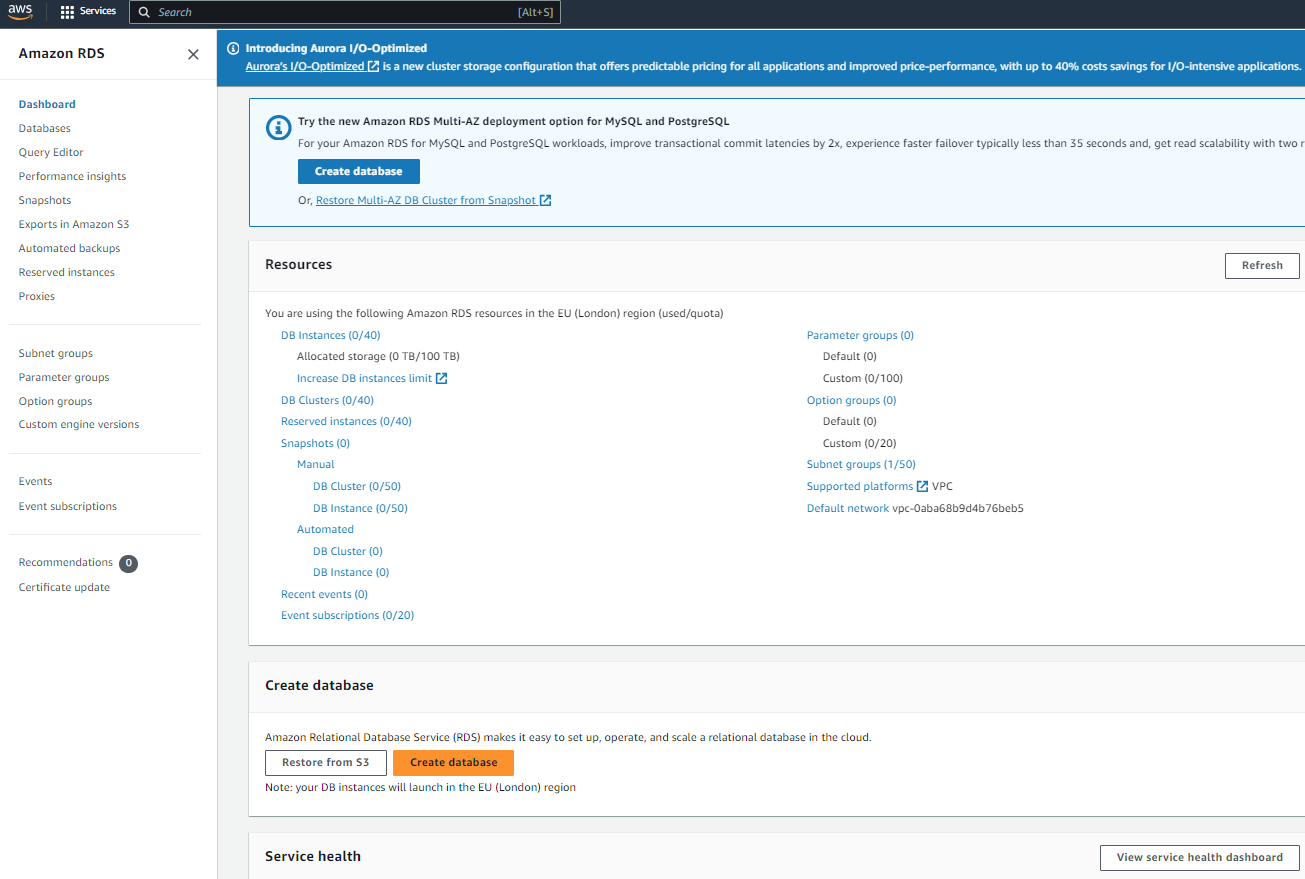 aws
Services
Search
[Alt+S]
Amazon RDS
Dashboard
Databases
Query Editor
Performance insights
Snapshots
Exports in Amazon S3
Automated backups
Reserved instances
Proxies
Subnet groups
Parameter groups
Option groups
Custom engine versions
Events
Event subscriptions
Recommendations 0
Certificate update
Introducing Aurora I/O-Optimized
Aurora's I/O-Optimized is a new cluster storage configuration that offers predictable pricing for all applications and improved price-performance, with up to 40% costs savings for I/O-intensive applications.
Try the new Amazon RDS Multi-AZ deployment option for MySQL and PostgreSQL
For your Amazon RDS for MySQL and PostgreSQL workloads, improve transactional commit latencies by 2x, experience faster failover typically less than 35 seconds and, get read scalability with two r
Create database
Or, Restore Multi-AZ DB Cluster from Snapshot
Resources
Refresh
You are using the following Amazon RDS resources in the EU (London) region (used/quota)
DB Instances (0/40)
Allocated storage (0 TB/100 TB)
Increase DB instances limit
DB Clusters (0/40)
Reserved instances (0/40)
Snapshots (0)
Manual
DB Cluster (0/50)
DB Instance (0/50)
Automated
DB Cluster (0)
DB Instance (0)
Recent events (0)
Event subscriptions (0/20)
Parameter groups (0)
Default (0)
Custom (0/100)
Option groups (0)
Default (0)
Custom (0/20)
Subnet groups (1/50)
Supported platforms VPC
Default network vpc-0aba68b9d4b76beb5
Create database
Amazon Relational Database Service (RDS) makes it easy to set up, operate, and scale a relational database in the cloud.
Restore from S3
Create database
Note: your DB instances will launch in the EU (London) region
Service health
View service health dashboard